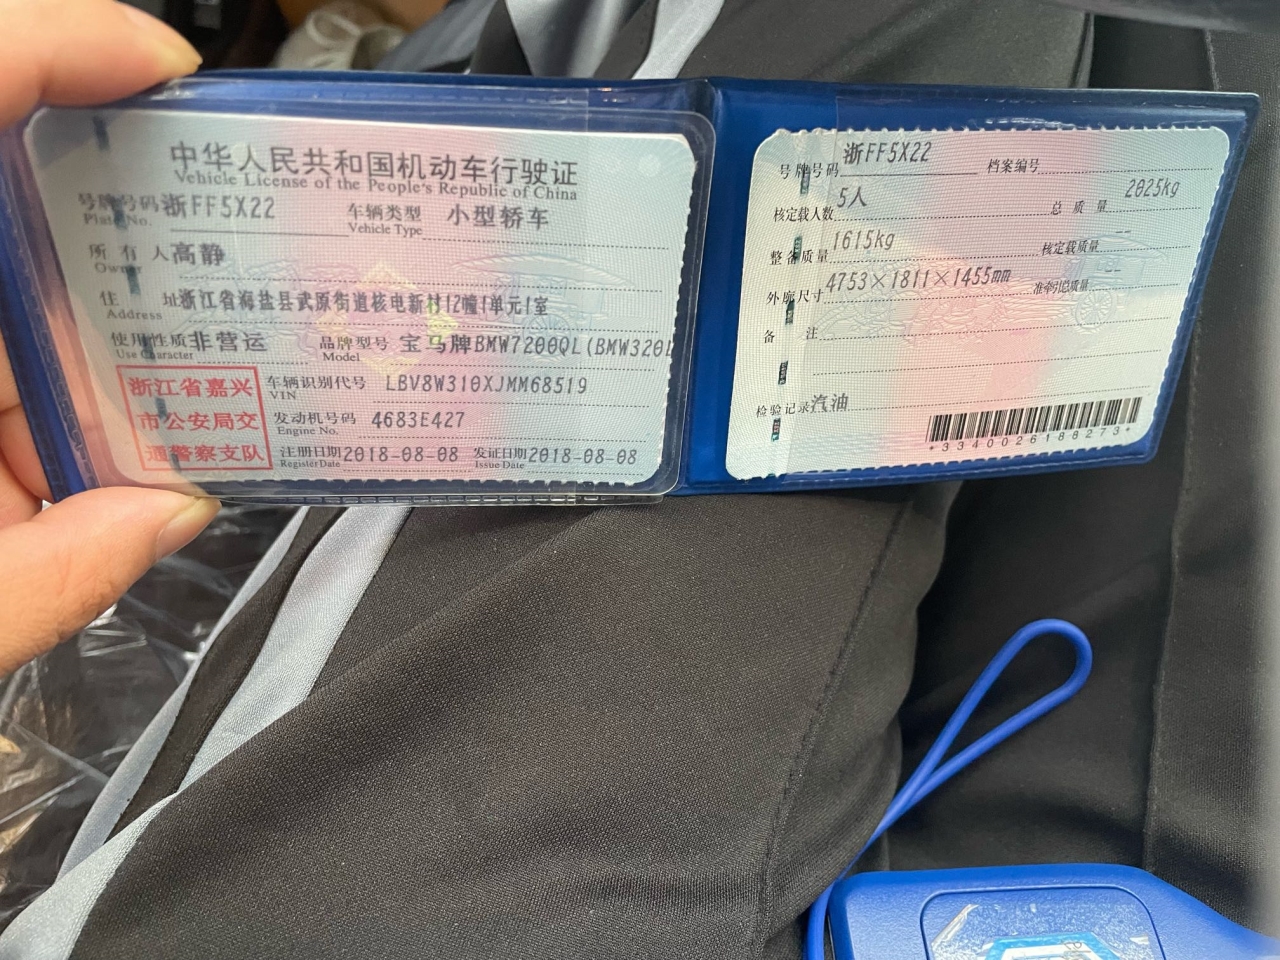 中华人民共和国机动车行驶证
Vehicle License of the People's Republic of China
号牌号码 浙FF5X22 车辆类型 小型轿车
Plate No. Vehicle Type
所有人 高静
Owner
住址 浙江省海盐县武原街道核电新村12幢1单元1室
Address
使用性质 非营运 品牌型号 宝马牌BMW7200QL(BMW320L
Use Character Model
浙江省嘉兴
市公安局交
通警察支队
车辆识别代号 LBV8W310XJMM68519
VIN
发动机号码 4683E427
Engine No.
注册日期 2018-08-08 发证日期 2018-08-08
Register Date Issue Date
号牌号码 浙FF5X22 档案编号
核定载人数 5人 总质量 2025kg
整备质量 1615kg 核定载质量 --
外廓尺寸 4753×1811×1455mm 准牵引总质量 --
备注
检验记录 汽油
*3340026188273*